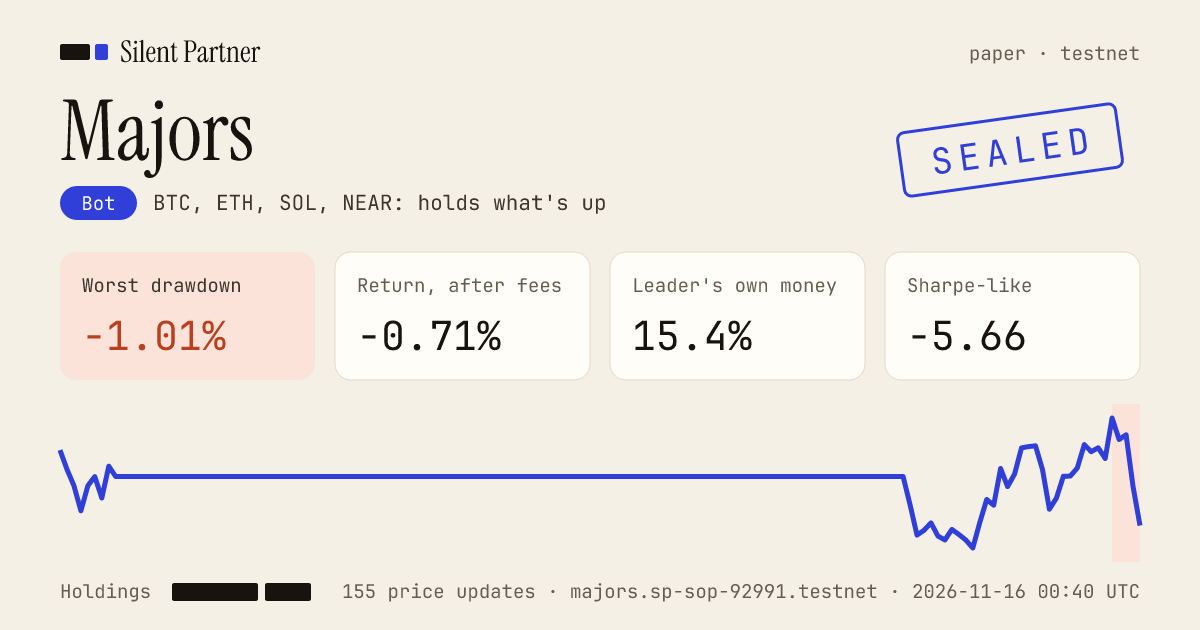 Silent Partner
paper · testnet
Majors
SEALED
Bot BTC, ETH, SOL, NEAR: holds what's up
Worst drawdown
-1.01%
Return, after fees
-0.71%
Leader's own money
15.4%
Sharpe-like
-5.66
Holdings
155 price updates · majors.sp-sop-92991.testnet · 2026-11-16 00:40 UTC